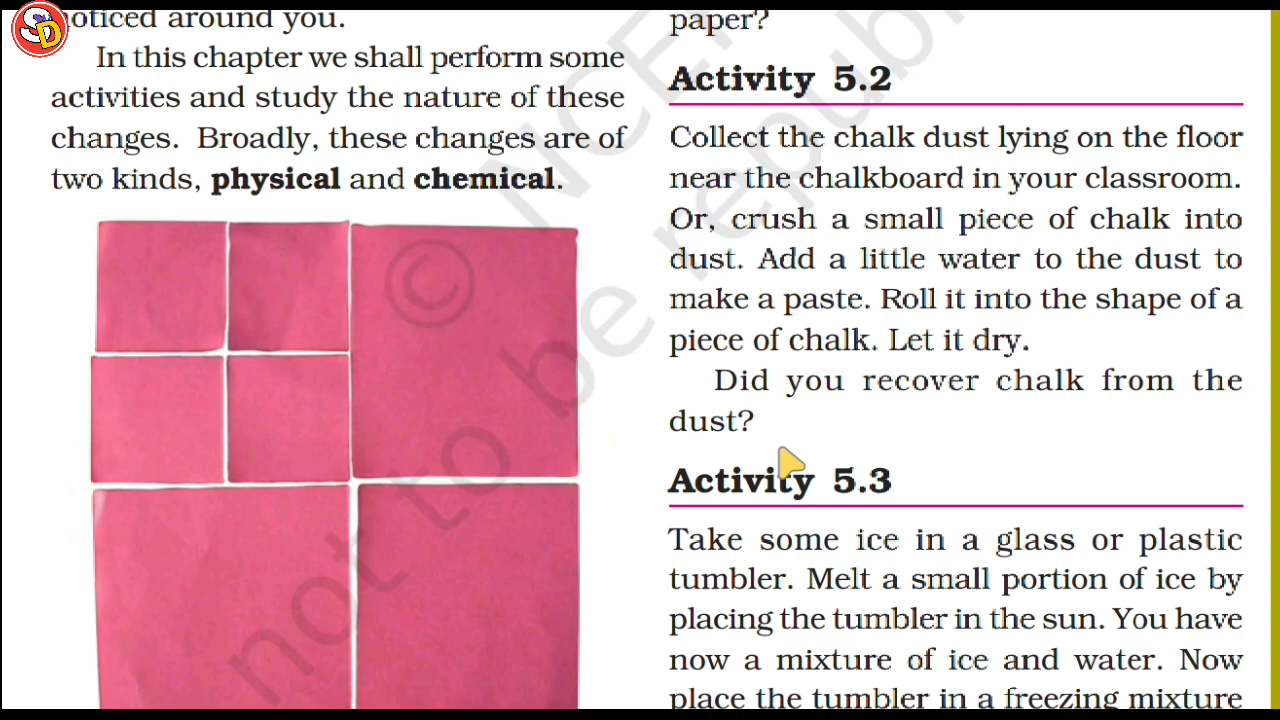 SD
noticed around you.
In this chapter we shall perform some
activities and study the nature of these
changes. Broadly, these changes are of
two kinds, physical and chemical.
paper?
Activity 5.2
Collect the chalk dust lying on the floor
near the chalkboard in your classroom.
Or, crush a small piece of chalk into
dust. Add a little water to the dust to
make a paste. Roll it into the shape of a
piece of chalk. Let it dry.
Did you recover chalk from the
dust?
Activity 5.3
Take some ice in a glass or plastic
tumbler. Melt a small portion of ice by
placing the tumbler in the sun. You have
now a mixture of ice and water. Now
place the tumbler in a freezing mixture
© NCE
not to be republ